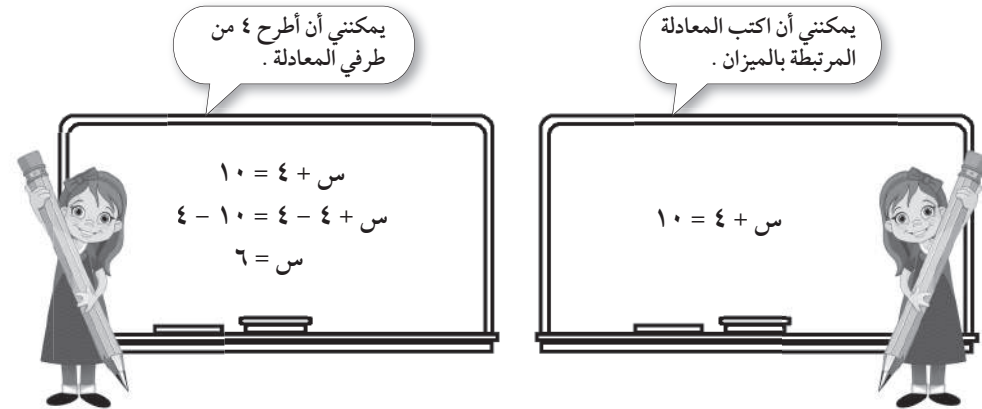 يمكنني أن اكتب المعادلة
المرتبطة بالميزان .
س + ٤ = ١٠
يمكنني أن أطرح ٤ من
طرفي المعادلة .
س + ٤ = ١٠
س + ٤ − ٤ = ١٠ − ٤
س = ٦